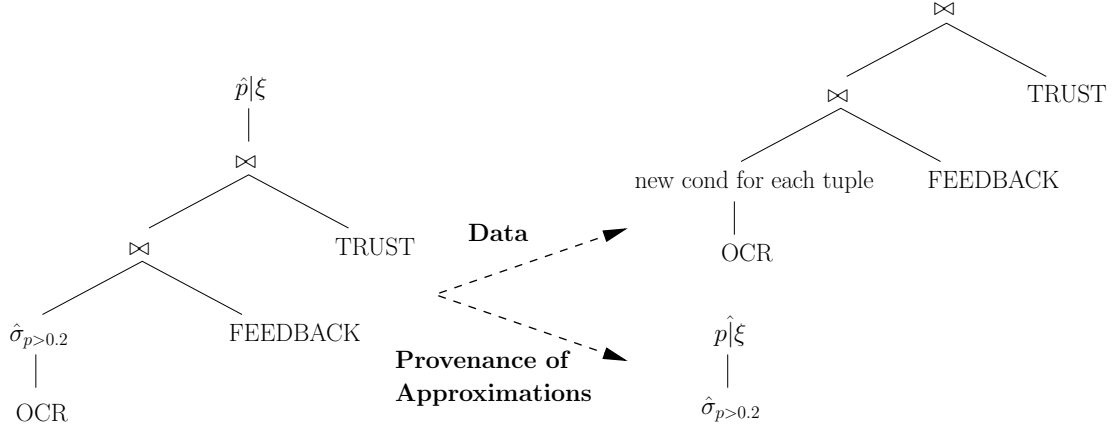 ⋈
TRUST
⋈
new cond for each tuple
FEEDBACK
OCR
p̂|ξ
⋈
TRUST
⋈
σ̂ₚ>₀.₂
FEEDBACK
OCR
Data
Provenance of
Approximations
p|̂ξ
σ̂ₚ>₀.₂